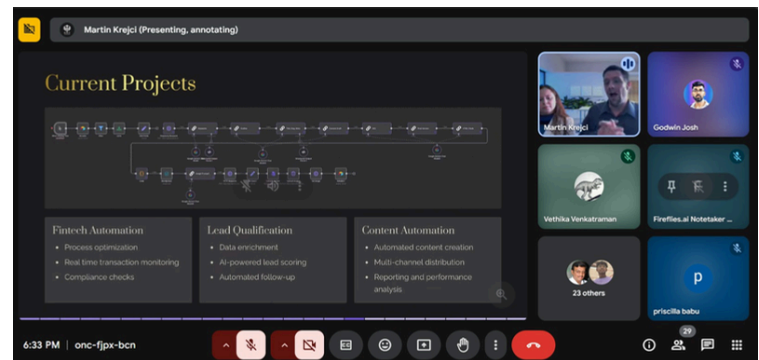 Martin Krejci (Presenting, annotating)
Current Projects
Fintech Automation
• Process optimization
• Real time transaction monitoring
• Compliance checks
Lead Qualification
• Data enrichment
• AI-powered lead scoring
• Automated follow-up
Content Automation
• Automated content creation
• Multi-channel distribution
• Reporting and performance
analysis
Martin Krejci
Godwin Josh
Vethika Venkatraman
Fireflies.ai Notetaker ...
23 others
p
priscilla babu
6:33 PM | onc-fjpx-bcn
29